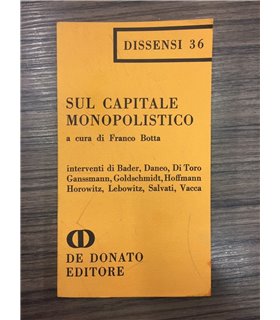 DISSENSI 36
SUL CAPITALE
MONOPOLISTICO
a cura di Franco Botta
interventi di Bader, Daneo, Di Toro
Ganssmann, Goldschmidt, Hoffmann
Horowitz, Lebowitz, Salvati, Vacca
DE DONATO
EDITORE